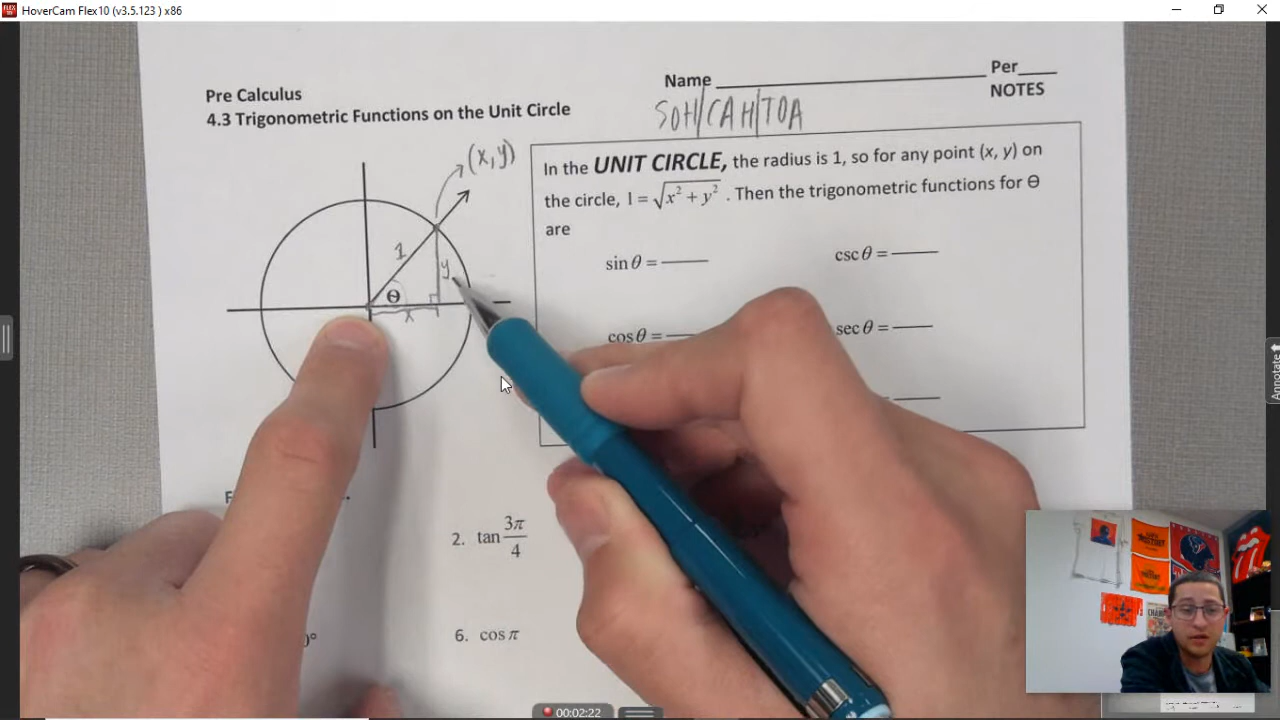 HoverCam Flex10 (v3.5.123 ) x86
Pre Calculus
4.3 Trigonometric Functions on the Unit Circle
Name
Per
NOTES
SOH/CAH/TOA
(x,y)
1
y
θ
x
In the UNIT CIRCLE, the radius is 1, so for any point (x, y) on
the circle, 1 = √x² + y² . Then the trigonometric functions for θ
are
sin θ =
csc θ =
cos θ =
sec θ =
F
2. tan 3π/4
6. cos π
)°
Annotate
00:02:22